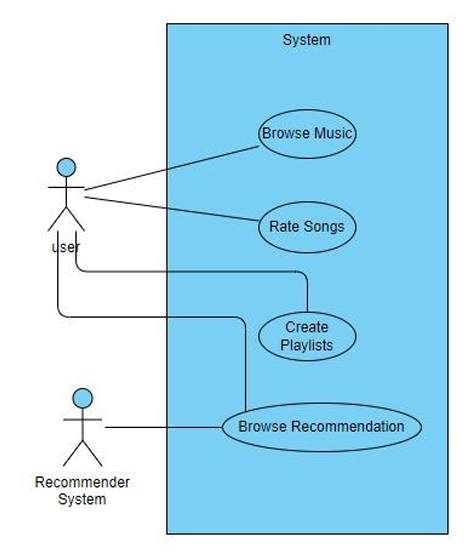 System
Browse Music
Rate Songs
user
Create
Playlists
Browse Recommendation
Recommender
System